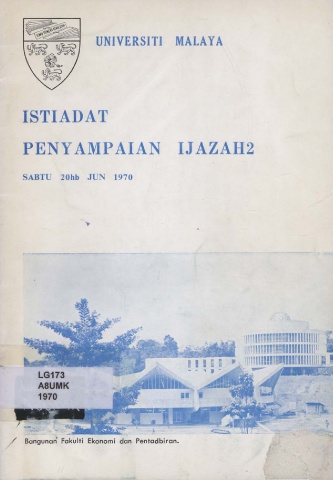 UNIVERSITI MALAYA
ISTIADAT
PENYAMPAIAN IJAZAH2
SABTU 20hb JUN 1970
LG173
A8UMK
1970
Bangunan Fakulti Ekonomi dan Pentadbiran.